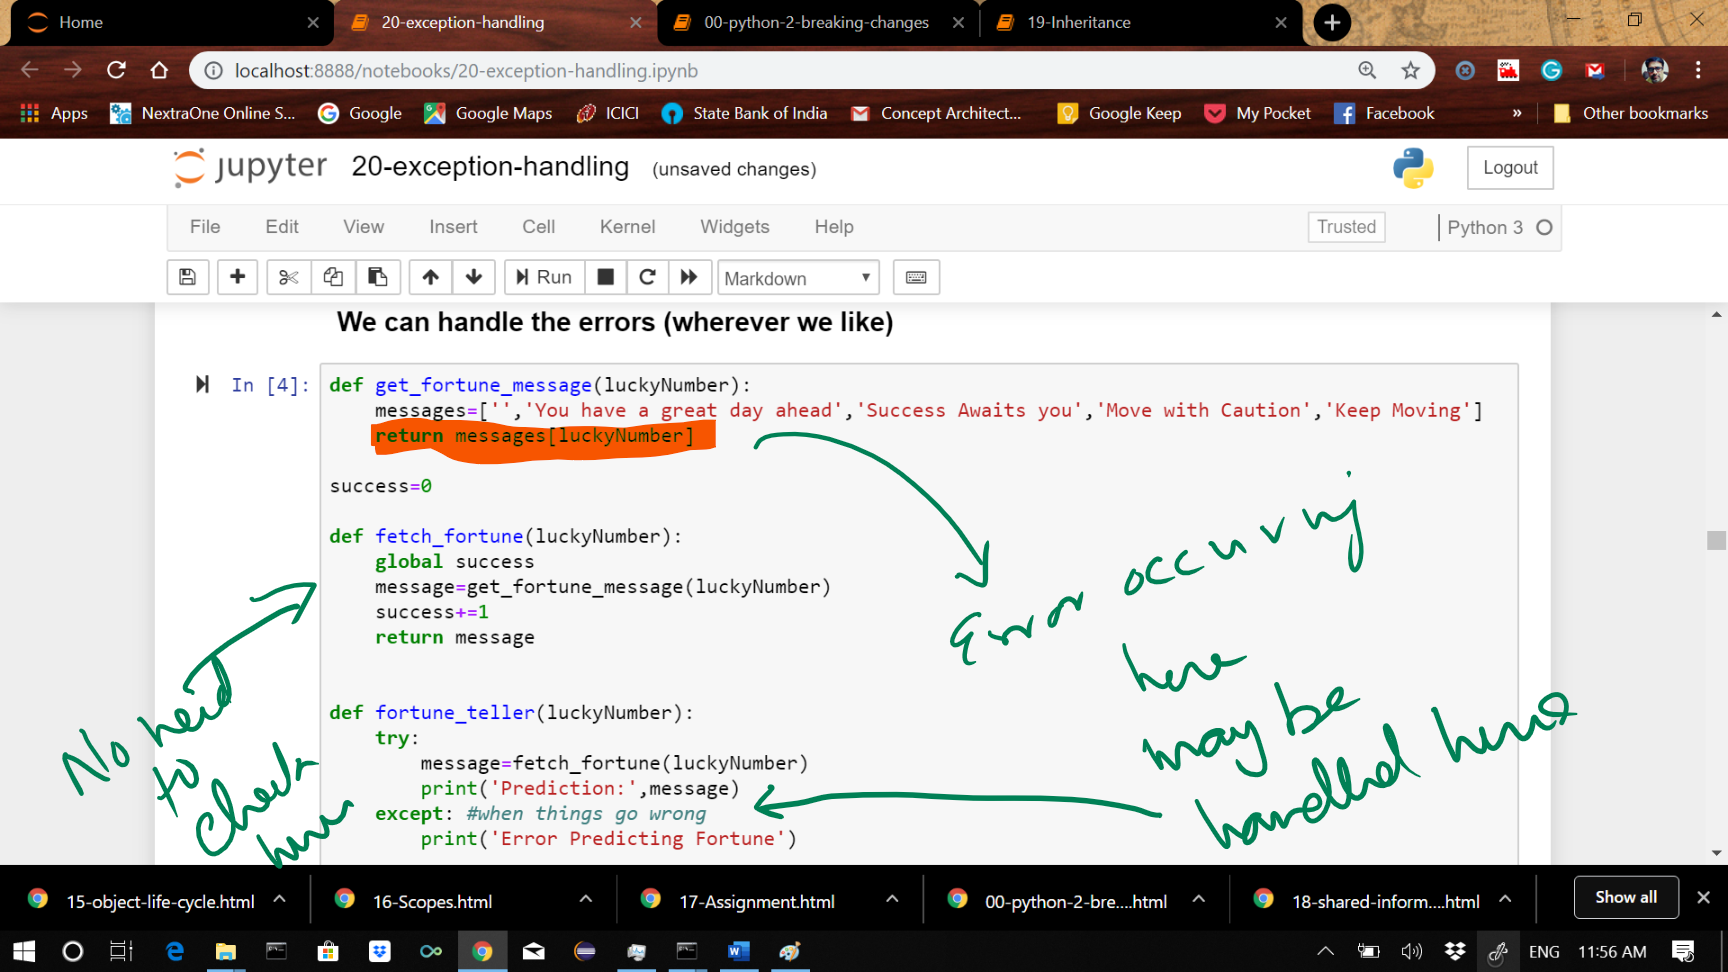 Home
20-exception-handling
00-python-2-breaking-changes
19-Inheritance
localhost:8888/notebooks/20-exception-handling.ipynb
Apps
NextraOne Online S...
Google
Google Maps
ICICI
State Bank of India
Concept Architect...
Google Keep
My Pocket
Facebook
»
Other bookmarks
jupyter 20-exception-handling (unsaved changes)
Logout
File Edit View Insert Cell Kernel Widgets Help
Trusted
Python 3
Run
Markdown
We can handle the errors (wherever we like)
In [4]:
def get_fortune_message(luckyNumber):
    messages=['','You have a great day ahead','Success Awaits you','Move with Caution','Keep Moving']
    return messages[luckyNumber]
success=0
def fetch_fortune(luckyNumber):
    global success
    message=get_fortune_message(luckyNumber)
    success+=1
    return message
def fortune_teller(luckyNumber):
    try:
        message=fetch_fortune(luckyNumber)
        print('Prediction:',message)
    except: #when things go wrong
        print('Error Predicting Fortune')
Error occurring
here
may be
handled here
No need
to
check
here
15-object-life-cycle.html
16-Scopes.html
17-Assignment.html
00-python-2-bre....html
18-shared-inform....html
Show all
ENG
11:56 AM